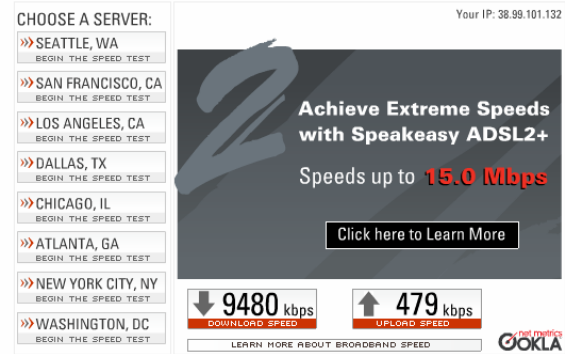 CHOOSE A SERVER:
Your IP: 38.99.101.132
»» SEATTLE, WA
BEGIN THE SPEED TEST
»» SAN FRANCISCO, CA
BEGIN THE SPEED TEST
»» LOS ANGELES, CA
BEGIN THE SPEED TEST
»» DALLAS, TX
BEGIN THE SPEED TEST
»» CHICAGO, IL
BEGIN THE SPEED TEST
»» ATLANTA, GA
BEGIN THE SPEED TEST
»» NEW YORK CITY, NY
BEGIN THE SPEED TEST
»» WASHINGTON, DC
BEGIN THE SPEED TEST
2
Achieve Extreme Speeds
with Speakeasy ADSL2+
Speeds up to 15.0 Mbps
Click here to Learn More
9480 kbps
DOWNLOAD SPEED
479 kbps
UPLOAD SPEED
LEARN MORE ABOUT BROADBAND SPEED
net metrics
OOKLA